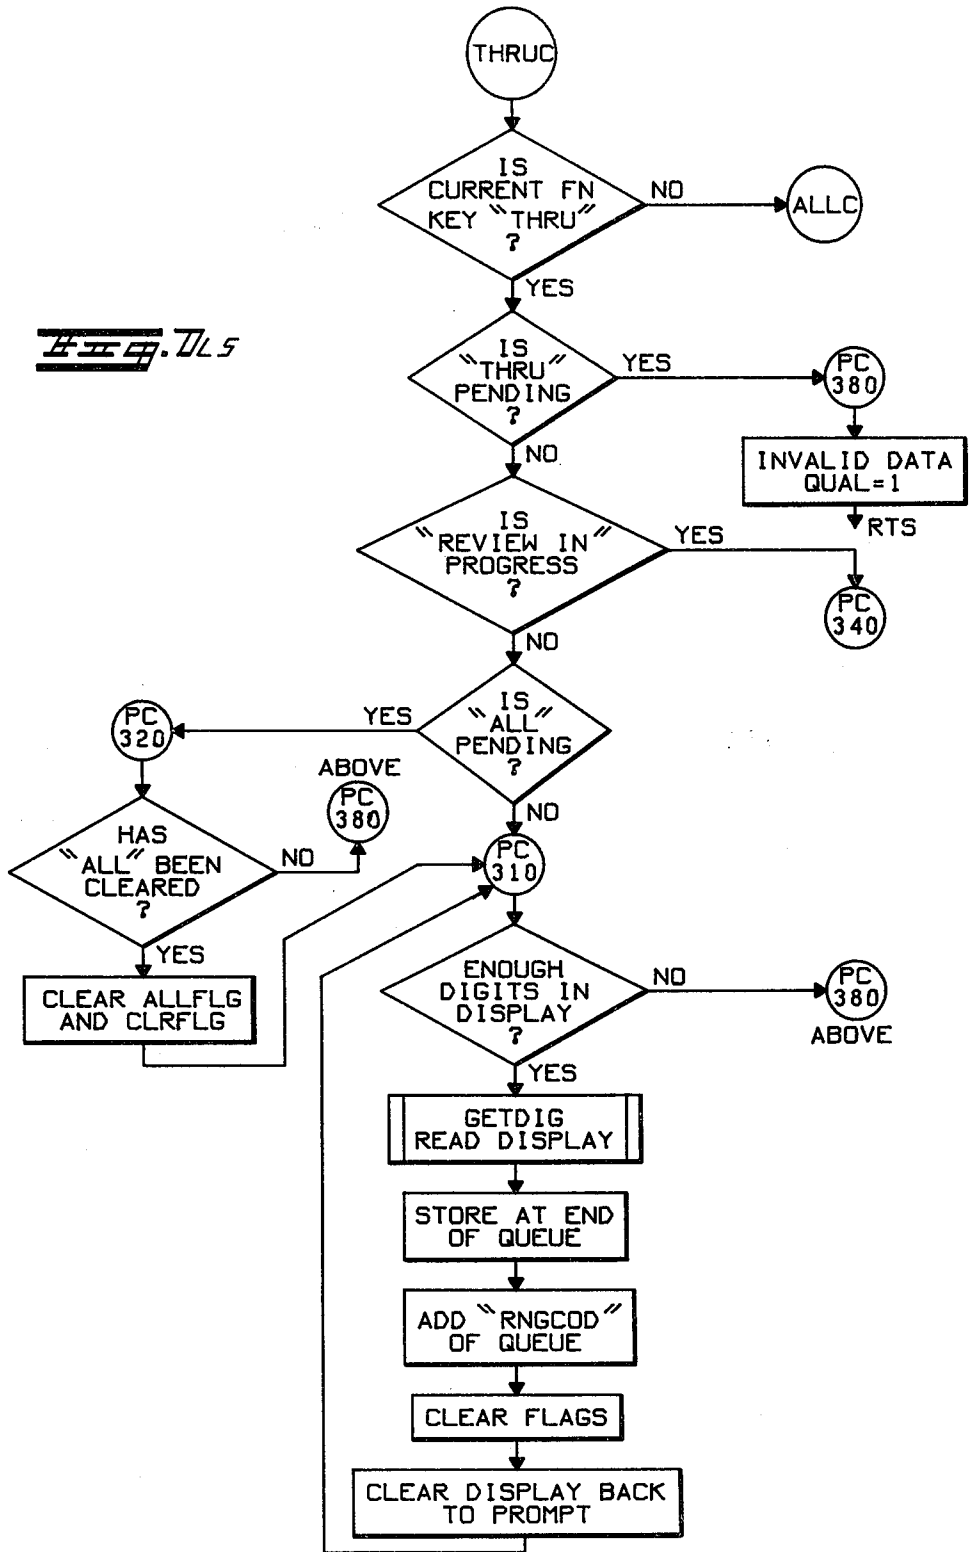 THRUC
IS
CURRENT FN
KEY "THRU"
?
NO
ALLC
YES
Fig. 7L5
IS
"THRU"
PENDING
?
YES
PC
380
NO
INVALID DATA
QUAL=1
RTS
IS
"REVIEW IN"
PROGRESS
?
YES
PC
340
NO
IS
"ALL"
PENDING
?
YES
PC
320
NO
ABOVE
PC
380
HAS
"ALL" BEEN
CLEARED
?
NO
YES
CLEAR ALLFLG
AND CLRFLG
PC
310
ENOUGH
DIGITS IN
DISPLAY
?
NO
PC
380
ABOVE
YES
GETDIG
READ DISPLAY
STORE AT END
OF QUEUE
ADD "RNGCOD"
OF QUEUE
CLEAR FLAGS
CLEAR DISPLAY BACK
TO PROMPT